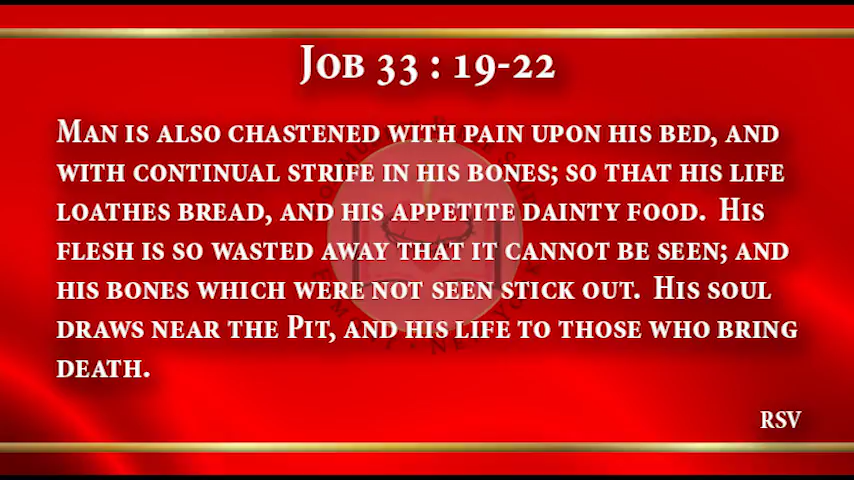 Job 33 : 19-22
Man is also chastened with pain upon his bed, and
with continual strife in his bones; so that his life
loathes bread, and his appetite dainty food. His
flesh is so wasted away that it cannot be seen; and
his bones which were not seen stick out. His soul
draws near the Pit, and his life to those who bring
death.
RSV